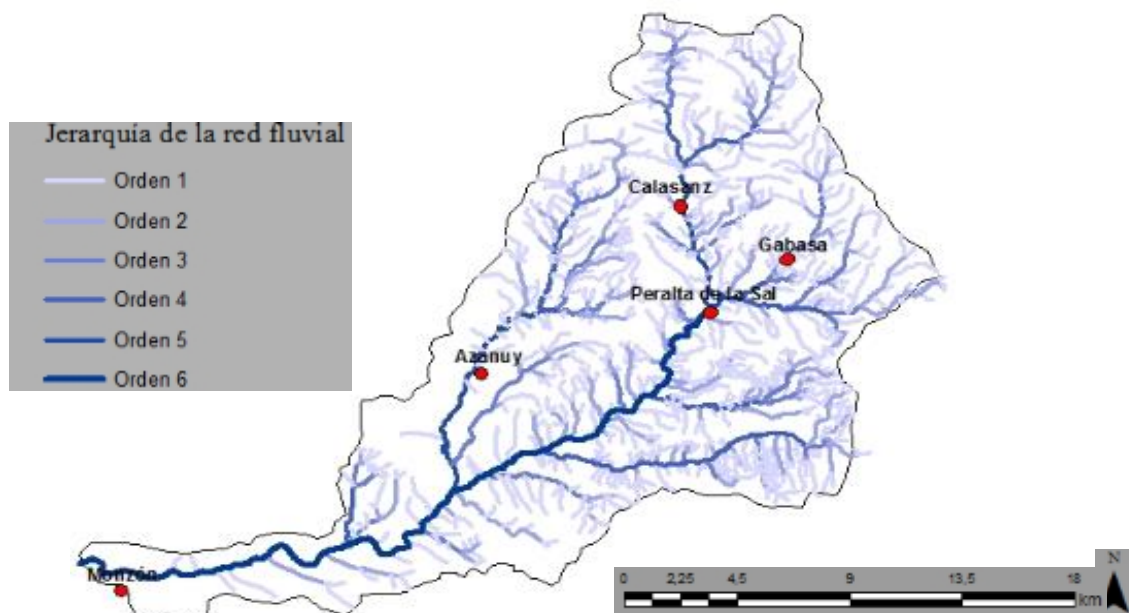 Jerarquía de la red fluvial
Orden 1
Orden 2
Orden 3
Orden 4
Orden 5
Orden 6
Calasanz
Gabasa
Peralta de la Sal
Azanuy
Monzón
N
0 2,25 4,5 9 13,5 18
km